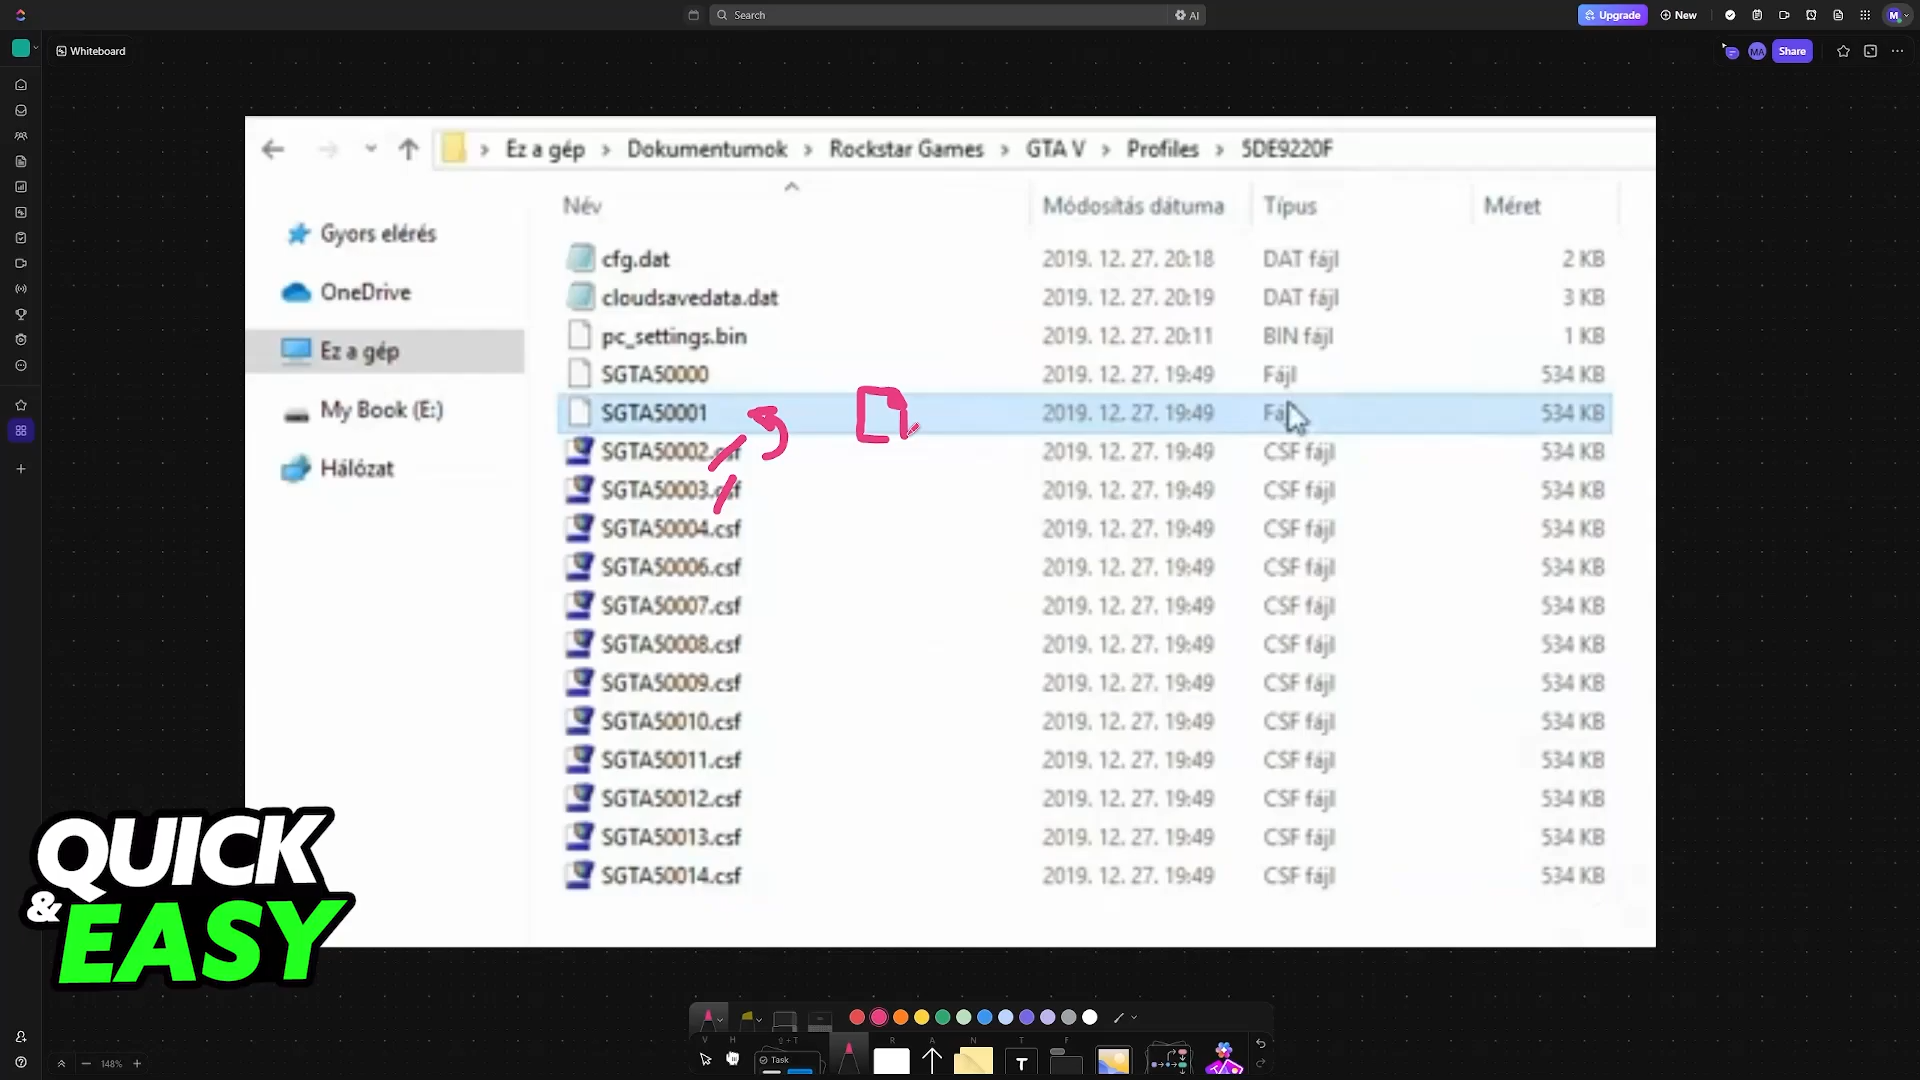 Search
AI
Upgrade
New
M
Whiteboard
MA
Share
Ez a gép > Dokumentumok > Rockstar Games > GTA V > Profiles > 5DE9220F
Név Módosítás dátuma Típus Méret
Gyors elérés
OneDrive
Ez a gép
My Book (E:)
Hálózat
cfg.dat 2019. 12. 27. 20:18 DAT fájl 2 KB
cloudsavedata.dat 2019. 12. 27. 20:19 DAT fájl 3 KB
pc_settings.bin 2019. 12. 27. 20:11 BIN fájl 1 KB
SGTA50000 2019. 12. 27. 19:49 Fájl 534 KB
SGTA50001 2019. 12. 27. 19:49 534 KB
SGTA50002.csf 2019. 12. 27. 19:49 CSF fájl 534 KB
SGTA50003.csf 2019. 12. 27. 19:49 CSF fájl 534 KB
SGTA50004.csf 2019. 12. 27. 19:49 CSF fájl 534 KB
SGTA50006.csf 2019. 12. 27. 19:49 CSF fájl 534 KB
SGTA50007.csf 2019. 12. 27. 19:49 CSF fájl 534 KB
SGTA50008.csf 2019. 12. 27. 19:49 CSF fájl 534 KB
SGTA50009.csf 2019. 12. 27. 19:49 CSF fájl 534 KB
SGTA50010.csf 2019. 12. 27. 19:49 CSF fájl 534 KB
SGTA50011.csf 2019. 12. 27. 19:49 CSF fájl 534 KB
SGTA50012.csf 2019. 12. 27. 19:49 CSF fájl 534 KB
SGTA50013.csf 2019. 12. 27. 19:49 CSF fájl 534 KB
SGTA50014.csf 2019. 12. 27. 19:49 CSF fájl 534 KB
QUICK
& EASY
V H R A N T F
Task
T
148%